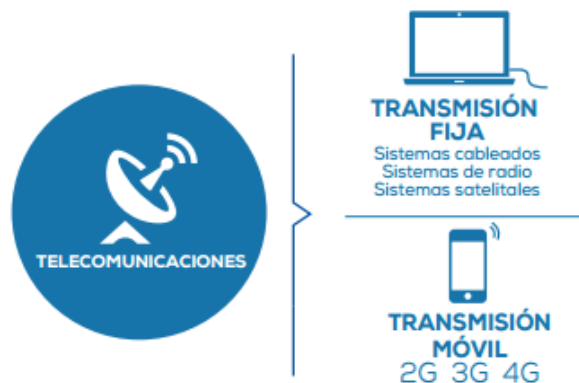 TELECOMUNICACIONES
TRANSMISIÓN
FIJA
Sistemas cableados
Sistemas de radio
Sistemas satelitales
TRANSMISIÓN
MÓVIL
2G 3G 4G